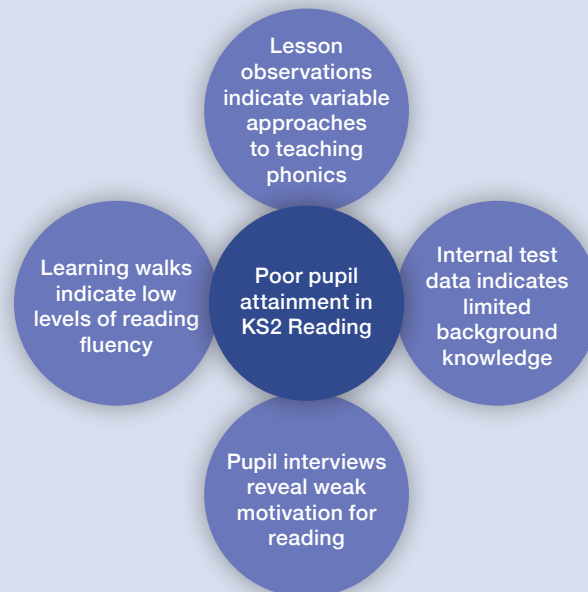 Lesson
observations
indicate variable
approaches
to teaching
phonics
Learning walks
indicate low
levels of reading
fluency
Poor pupil
attainment in
KS2 Reading
Internal test
data indicates
limited
background
knowledge
Pupil interviews
reveal weak
motivation for
reading